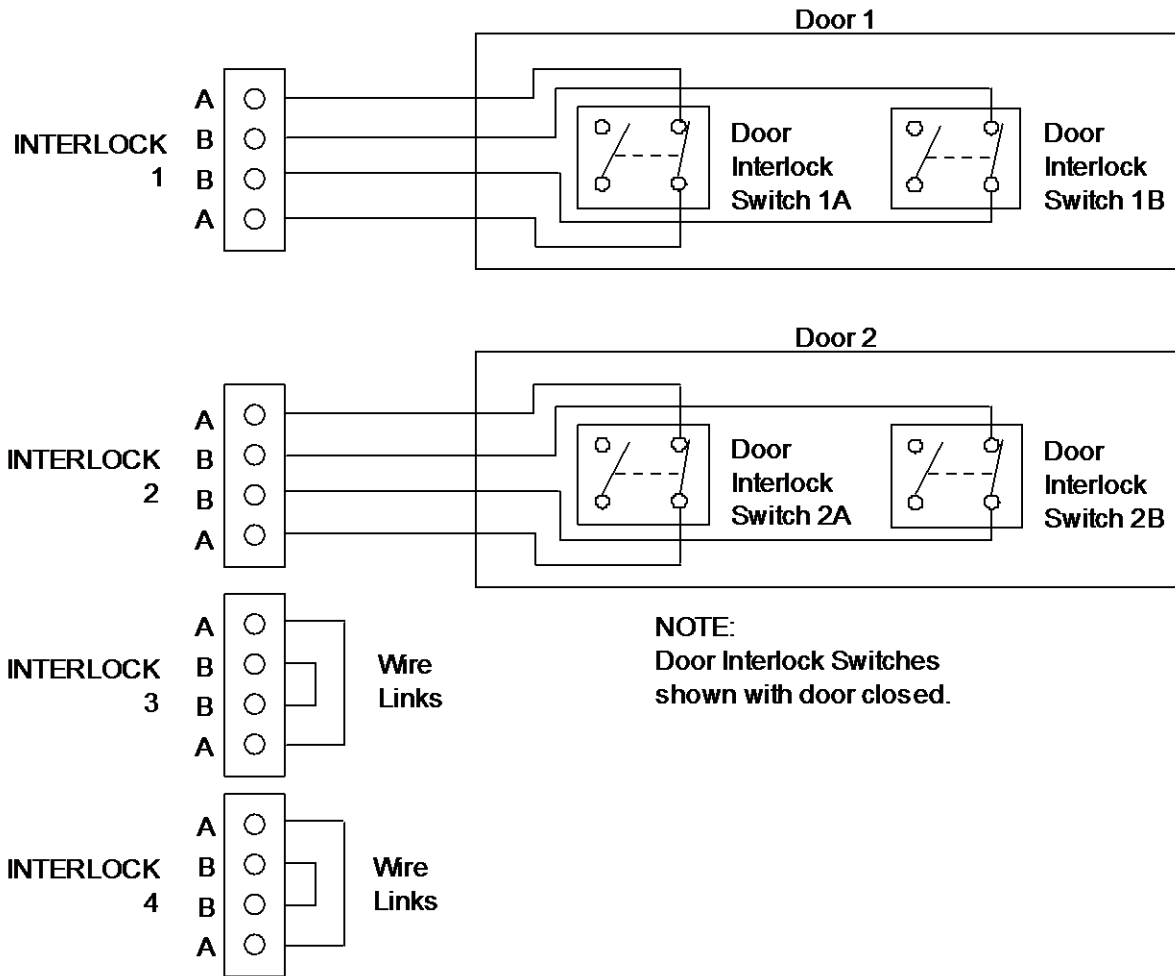 Door 1
INTERLOCK
1
A
B
B
A
Door
Interlock
Switch 1A
Door
Interlock
Switch 1B
Door 2
INTERLOCK
2
A
B
B
A
Door
Interlock
Switch 2A
Door
Interlock
Switch 2B
INTERLOCK
3
A
B
B
A
Wire
Links
NOTE:
Door Interlock Switches
shown with door closed.
INTERLOCK
4
A
B
B
A
Wire
Links